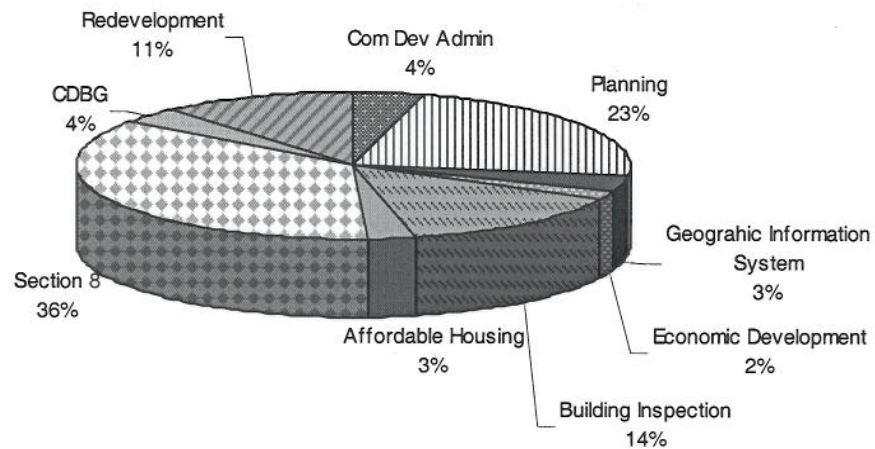 Redevelopment
11%
Com Dev Admin
4%
Planning
23%
CDBG
4%
Geograhic Information
System
3%
Section 8
36%
Affordable Housing
3%
Economic Development
2%
Building Inspection
14%